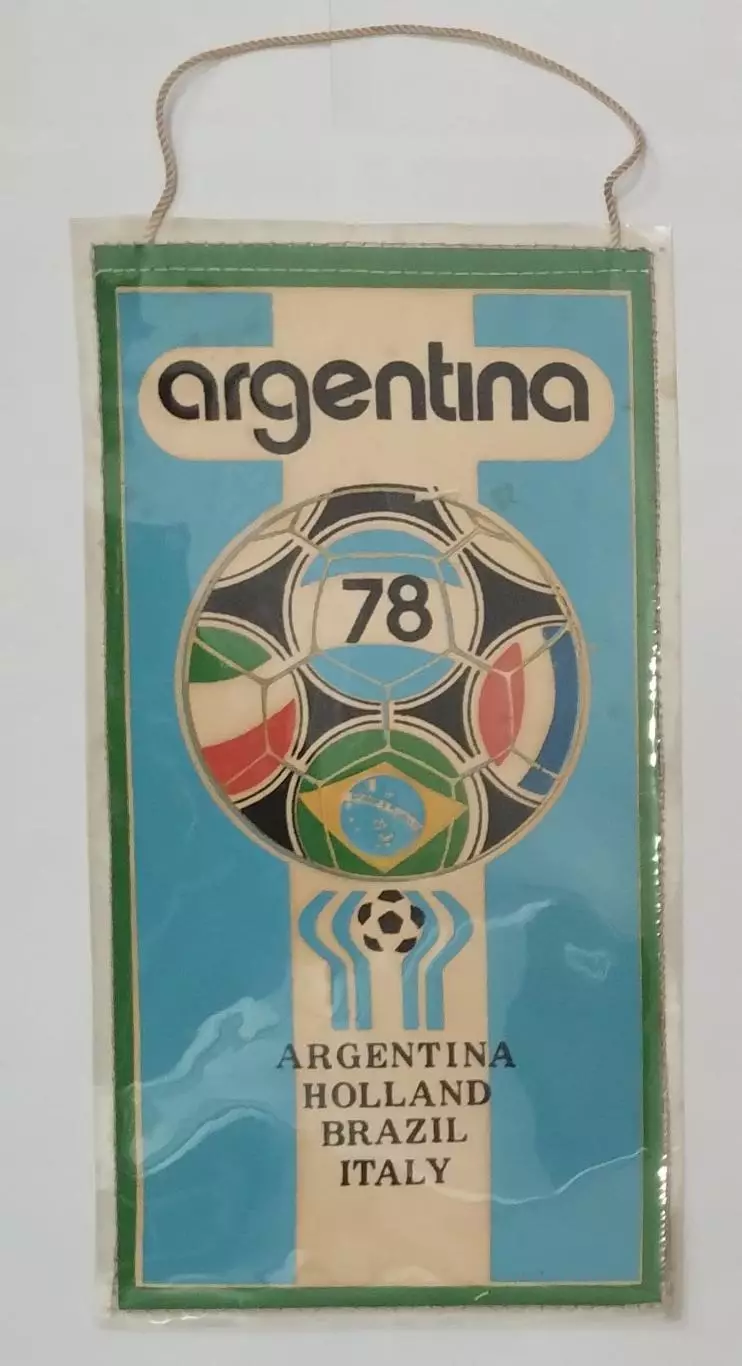 argentina
78
ARGENTINA
HOLLAND
BRAZIL
ITALY